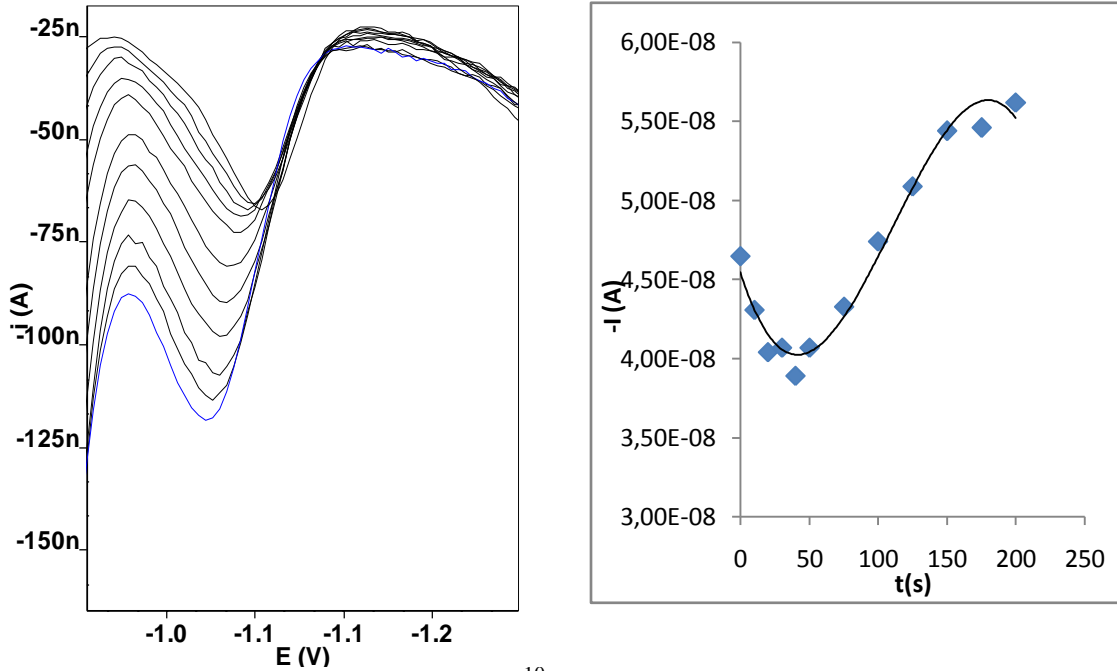 -25n
-50n
-75n
-100n
-125n
-150n
-i (A)
-1.0
-1.1
-1.1
-1.2
E (V)
6,00E-08
5,50E-08
5,00E-08
4,50E-08
4,00E-08
3,50E-08
3,00E-08
-I (A)
0
50
100
150
200
250
t(s)
10